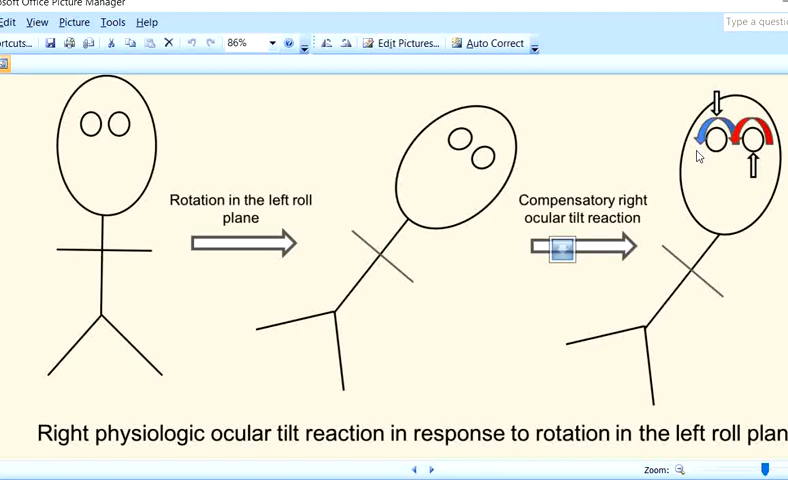 osoft Office Picture Manager
Edit View Picture Tools Help Type a questi
ortcuts... 86% Edit Pictures... Auto Correct
Rotation in the left roll
plane
Compensatory right
ocular tilt reaction
Right physiologic ocular tilt reaction in response to rotation in the left roll plan
Zoom: